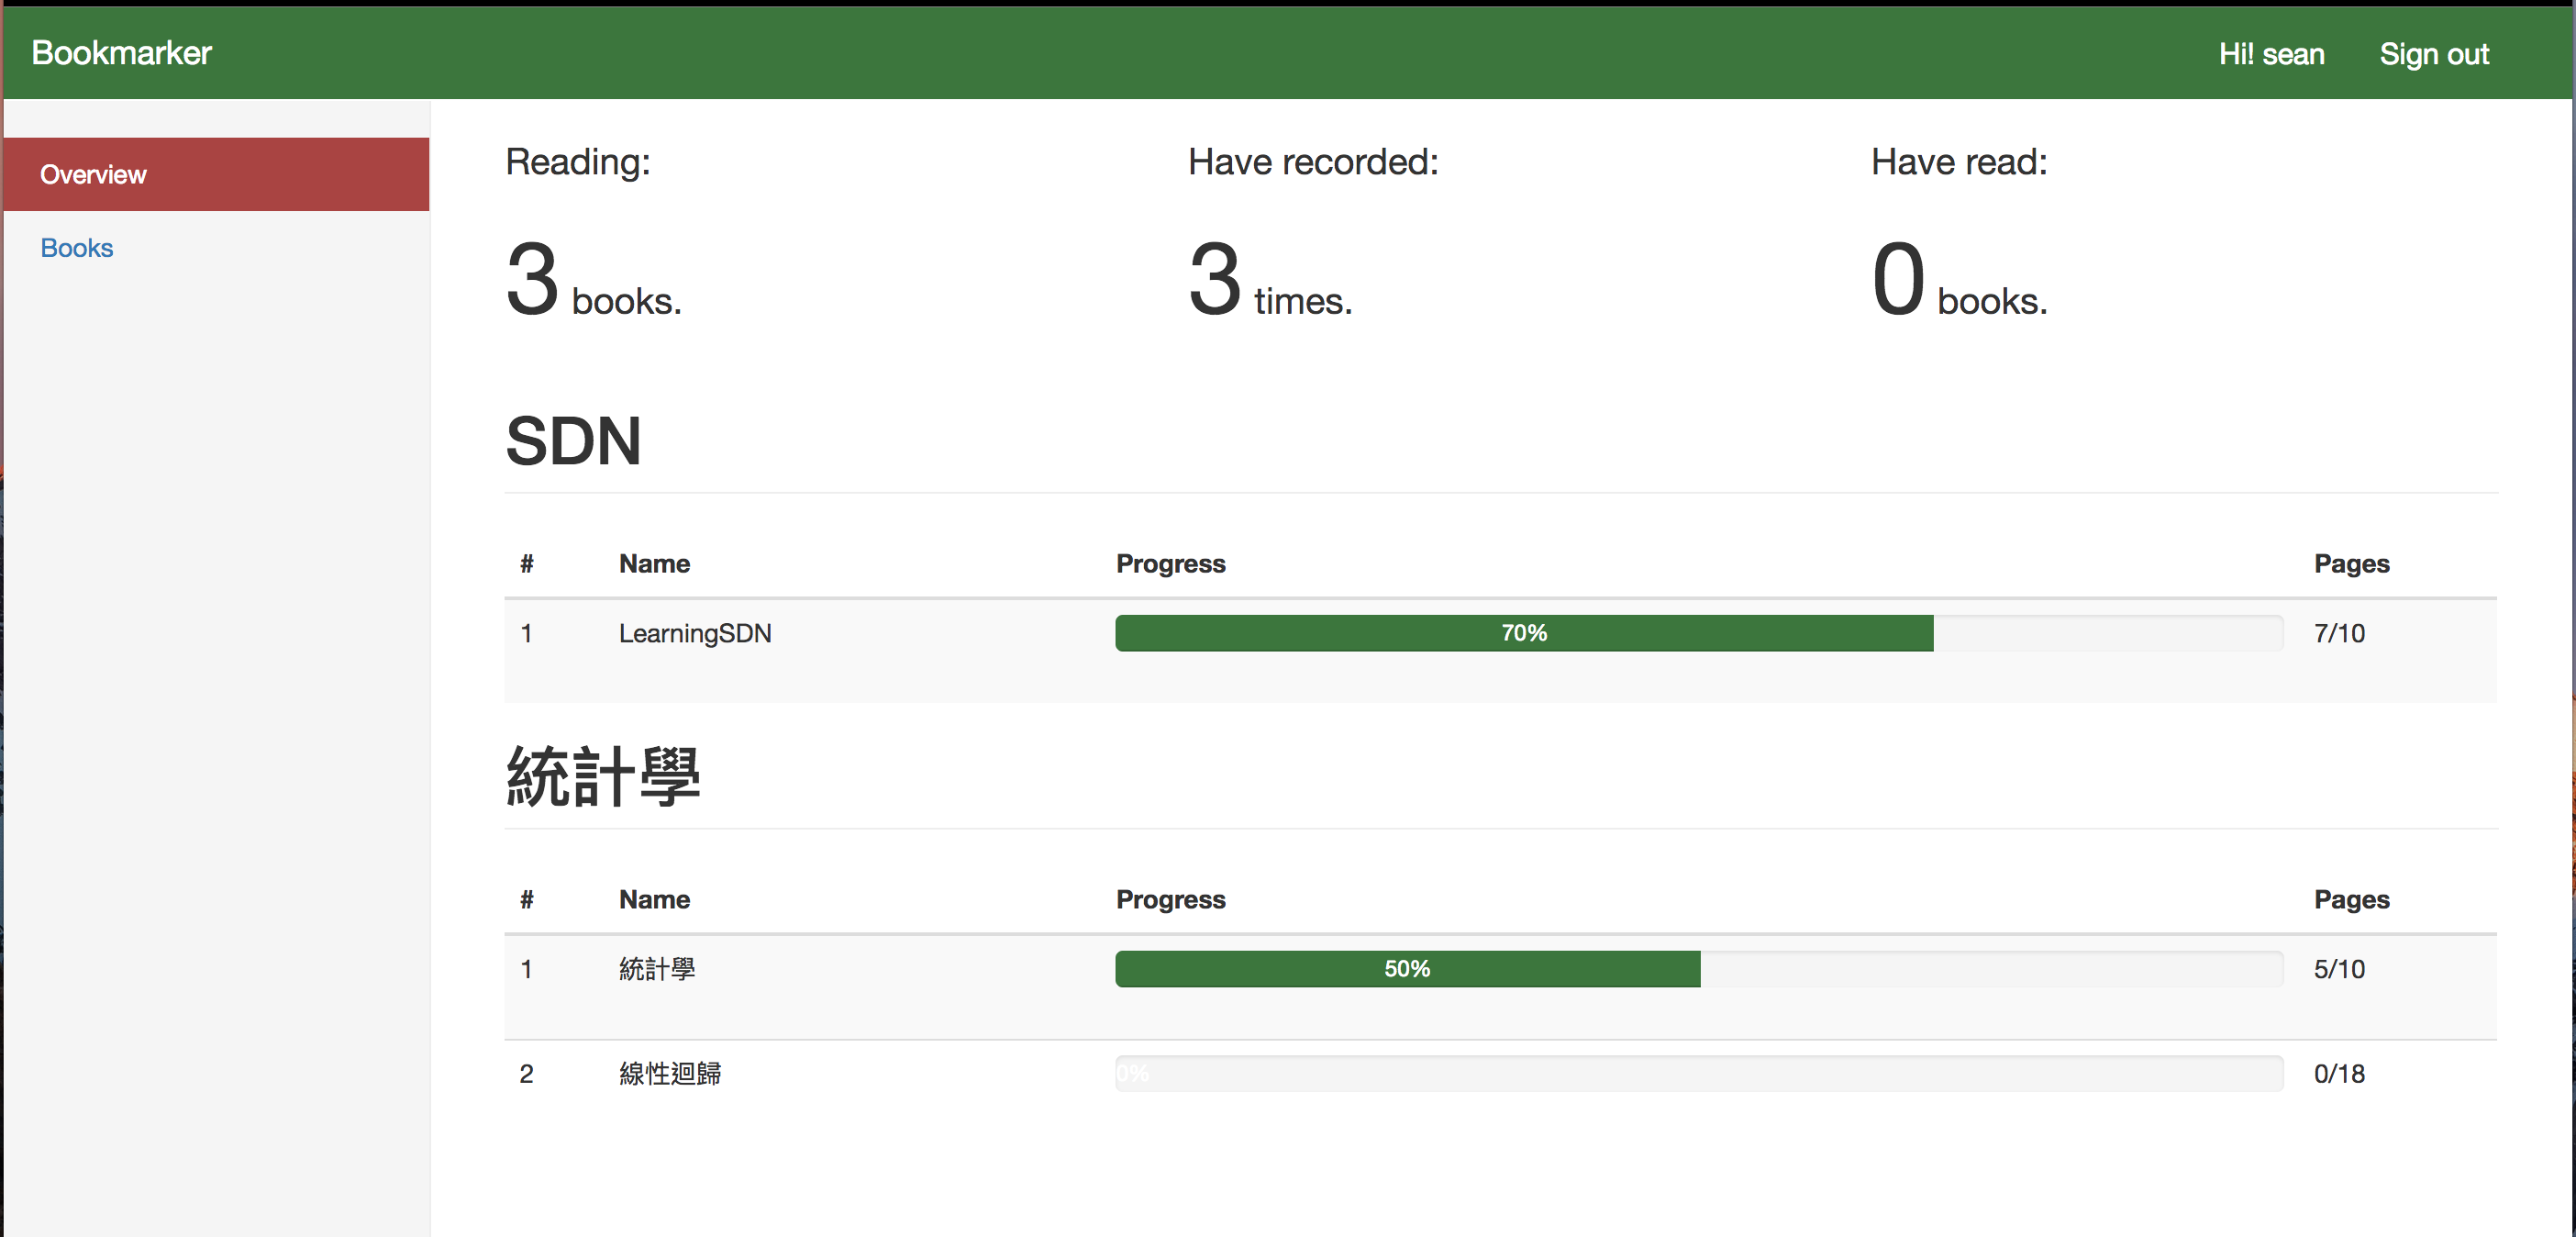 Bookmarker Hi! sean Sign out
Overview
Books
Reading: Have recorded: Have read:
3 books. 3 times. 0 books.
SDN
# Name Progress Pages
1 LearningSDN 70% 7/10
統計學
# Name Progress Pages
1 統計學 50% 5/10
2 線性迴歸 0% 0/18